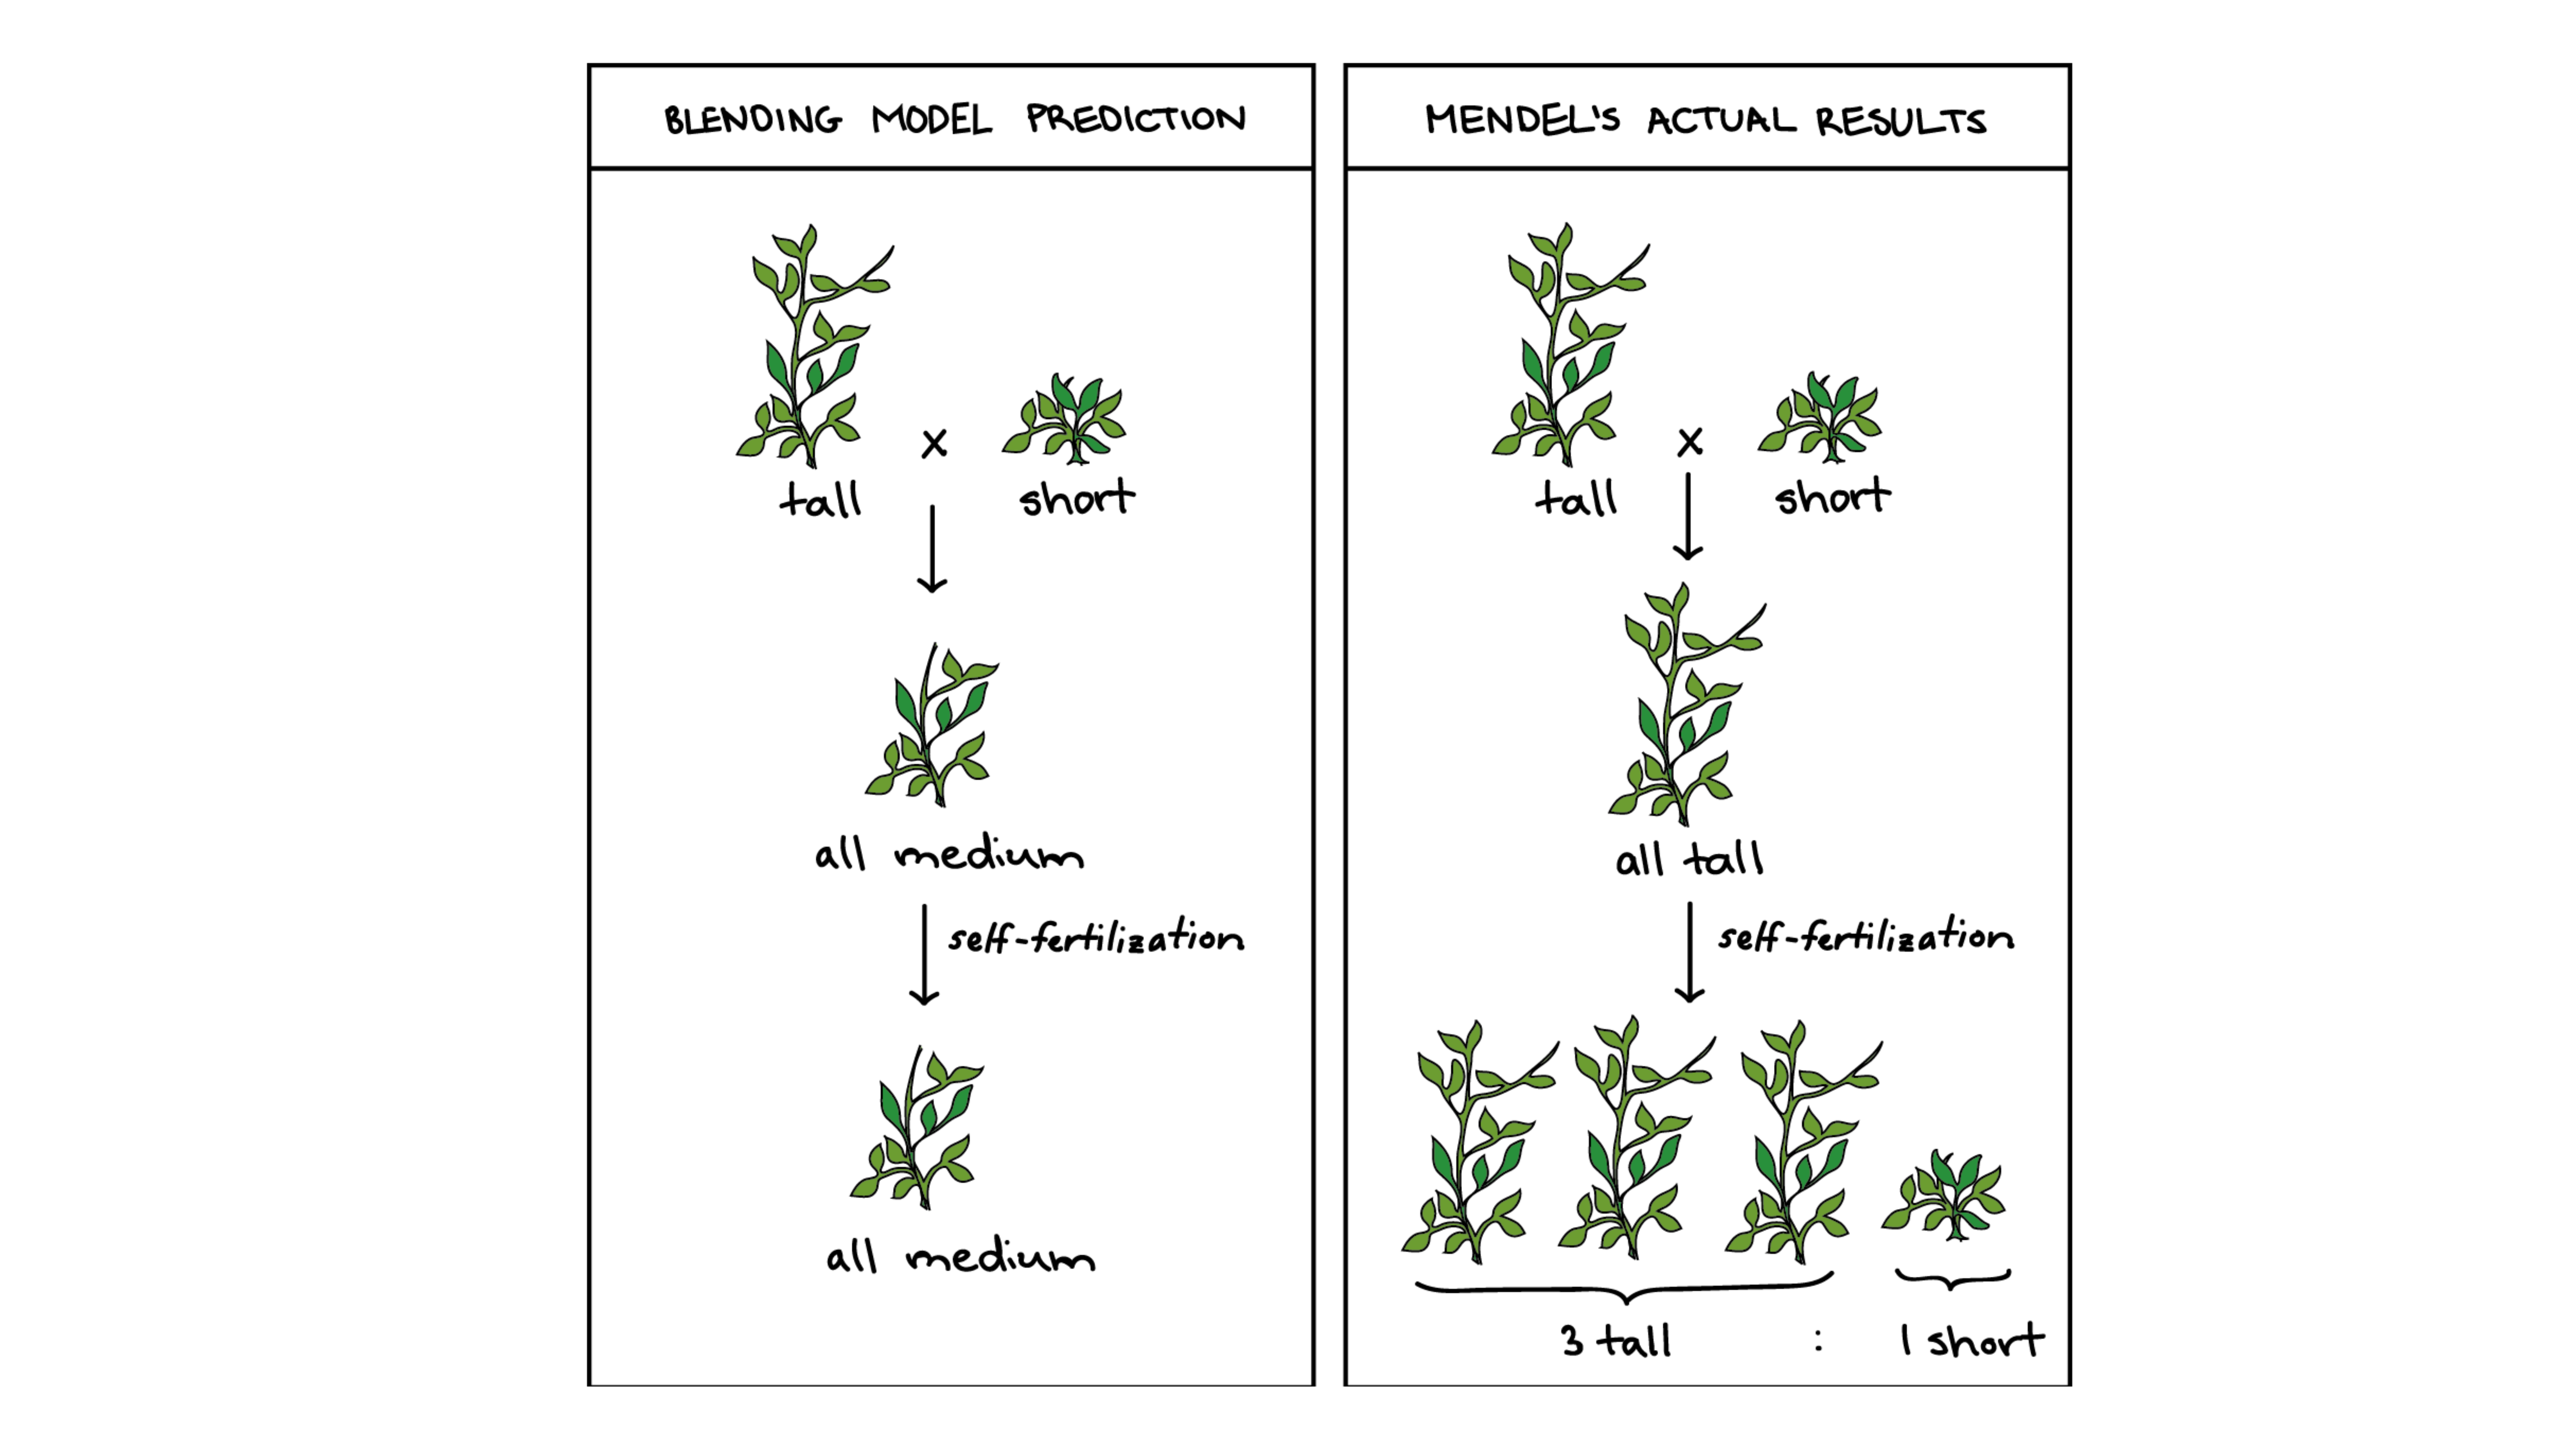 BLENDING MODEL PREDICTION
tall x short
all medium
self-fertilization
all medium
MENDEL'S ACTUAL RESULTS
tall x short
all tall
self-fertilization
3 tall : 1 short